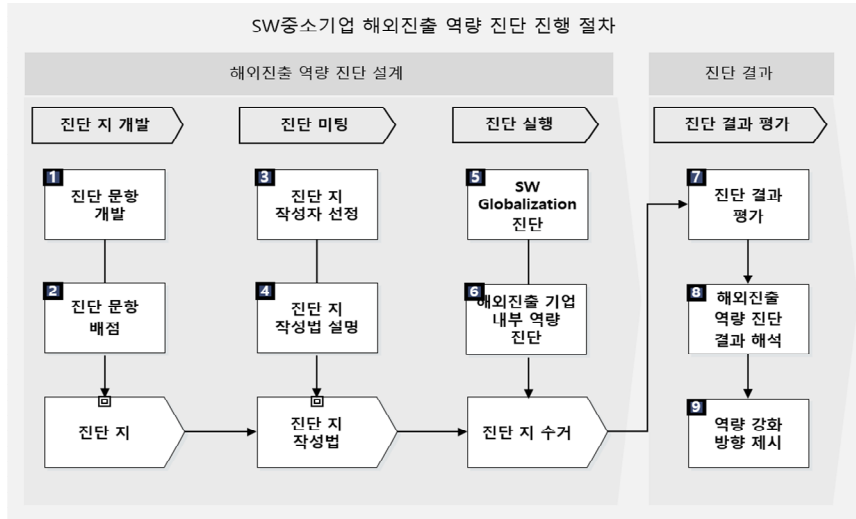 SW중소기업 해외진출 역량 진단 진행 절차
해외진출 역량 진단 설계
진단 결과
진단 지 개발
진단 미팅
진단 실행
진단 결과 평가
1
진단 문항
개발
2
진단 문항
배점
진단 지
3
진단 지
작성자 선정
4
진단 지
작성법 설명
진단 지
작성법
5
SW
Globalization
진단
6
해외진출 기업
내부 역량
진단
진단 지 수거
7
진단 결과
평가
8
해외진출
역량 진단
결과 해석
9
역량 강화
방향 제시